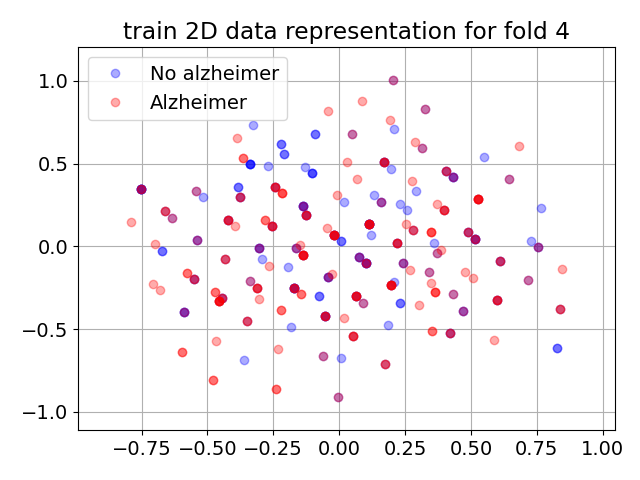 train 2D data representation for fold 4
No alzheimer
Alzheimer
1.0
0.5
0.0
−0.5
−1.0
−0.75 −0.50 −0.25 0.00 0.25 0.50 0.75 1.00